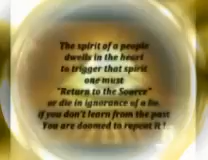 The spirit of a people
dwells in the heart
to trigger that spirit
one must
"Return to the Source"
or die in ignorance of a lie.
if you don't learn from the past
You are doomed to repeat it!